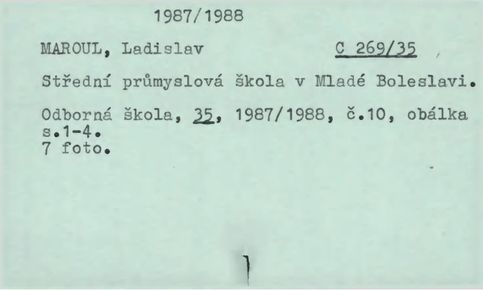 1987/1988
MAROUL, Ladislav C 269/35
Střední průmyslová škola v Mladé Boleslavi.
Odborná škola, 35, 1987/1988, č.10, obálka
s.1-4.
7 foto.